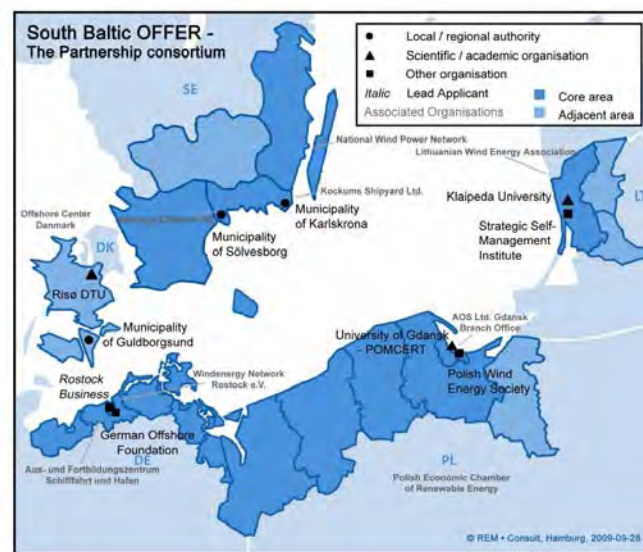 South Baltic OFFER -
The Partnership consortium
Local / regional authority
Scientific / academic organisation
Other organisation
Italic Lead Applicant
Core area
Associated Organisations
Adjacent area
SE
National Wind Power Network
Lithuanian Wind Energy Association
Kockums Shipyard Ltd.
Klaipeda University
LT
Municipality
of Karlskrona
Strategic Self-
Management
Institute
Offshore Center
Danmark
DK
Municipality
of Sölvesborg
Risø DTU
AOS Ltd. Gdansk
Branch Office
University of Gdansk
- POMCERT
Municipality
of Guldborgsund
Polish Wind
Energy Society
Windenergy Network
Rostock e.V.
Rostock
Business
German Offshore
Foundation
DE
Aus- und Fortbildungszentrum
Schifffahrt und Hafen
PL
Polish Economic Chamber
of Renewable Energy
© REM • Consult, Hamburg, 2009-09-28